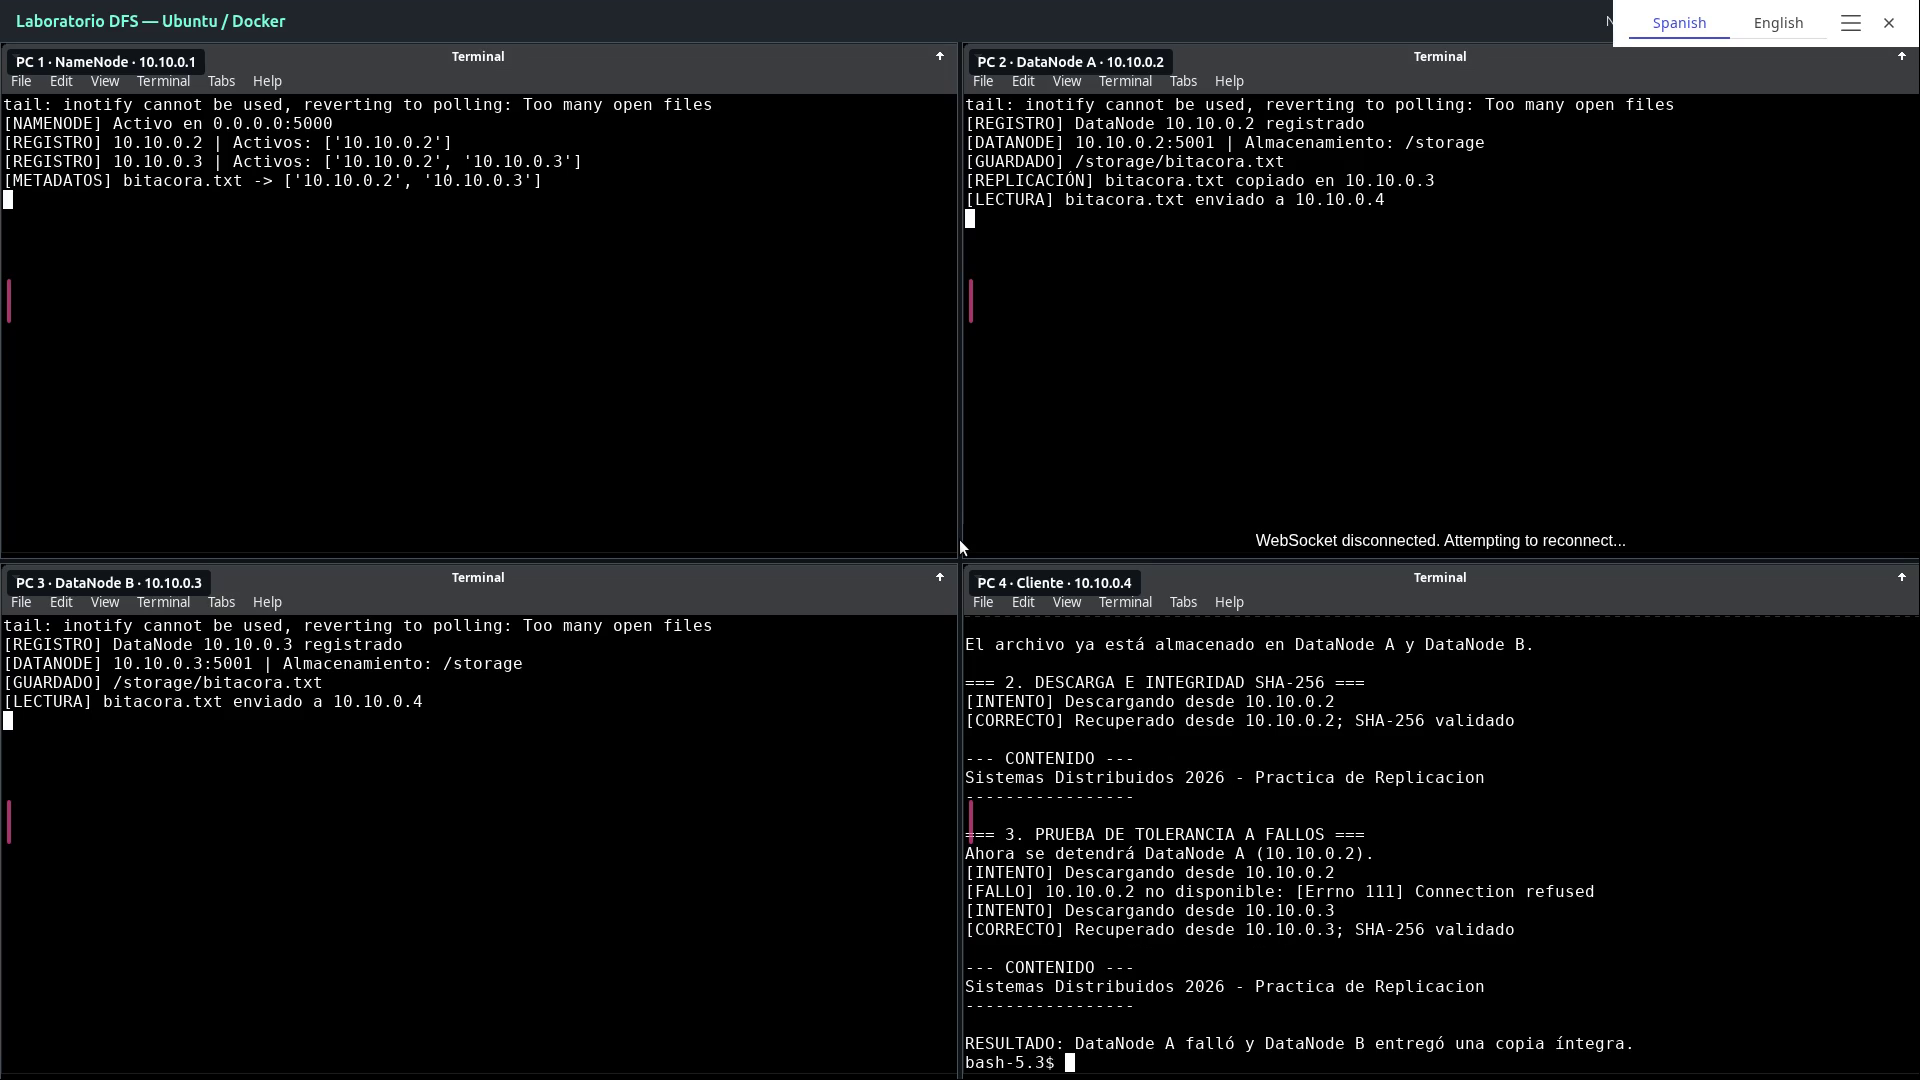 Laboratorio DFS — Ubuntu / Docker
Spanish English
PC 1 · NameNode · 10.10.0.1
Terminal
File Edit View Terminal Tabs Help
tail: inotify cannot be used, reverting to polling: Too many open files
[NAMENODE] Activo en 0.0.0.0:5000
[REGISTRO] 10.10.0.2 | Activos: ['10.10.0.2']
[REGISTRO] 10.10.0.3 | Activos: ['10.10.0.2', '10.10.0.3']
[METADATOS] bitacora.txt -> ['10.10.0.2', '10.10.0.3']
PC 2 · DataNode A · 10.10.0.2
Terminal
File Edit View Terminal Tabs Help
tail: inotify cannot be used, reverting to polling: Too many open files
[REGISTRO] DataNode 10.10.0.2 registrado
[DATANODE] 10.10.0.2:5001 | Almacenamiento: /storage
[GUARDADO] /storage/bitacora.txt
[REPLICACIÓN] bitacora.txt copiado en 10.10.0.3
[LECTURA] bitacora.txt enviado a 10.10.0.4
WebSocket disconnected. Attempting to reconnect...
PC 3 · DataNode B · 10.10.0.3
Terminal
File Edit View Terminal Tabs Help
tail: inotify cannot be used, reverting to polling: Too many open files
[REGISTRO] DataNode 10.10.0.3 registrado
[DATANODE] 10.10.0.3:5001 | Almacenamiento: /storage
[GUARDADO] /storage/bitacora.txt
[LECTURA] bitacora.txt enviado a 10.10.0.4
PC 4 · Cliente · 10.10.0.4
Terminal
File Edit View Terminal Tabs Help
El archivo ya está almacenado en DataNode A y DataNode B.
=== 2. DESCARGA E INTEGRIDAD SHA-256 ===
[INTENTO] Descargando desde 10.10.0.2
[CORRECTO] Recuperado desde 10.10.0.2; SHA-256 validado
--- CONTENIDO ---
Sistemas Distribuidos 2026 - Practica de Replicacion
-----------------
=== 3. PRUEBA DE TOLERANCIA A FALLOS ===
Ahora se detendrá DataNode A (10.10.0.2).
[INTENTO] Descargando desde 10.10.0.2
[FALLO] 10.10.0.2 no disponible: [Errno 111] Connection refused
[INTENTO] Descargando desde 10.10.0.3
[CORRECTO] Recuperado desde 10.10.0.3; SHA-256 validado
--- CONTENIDO ---
Sistemas Distribuidos 2026 - Practica de Replicacion
-----------------
RESULTADO: DataNode A falló y DataNode B entregó una copia íntegra.
bash-5.3$